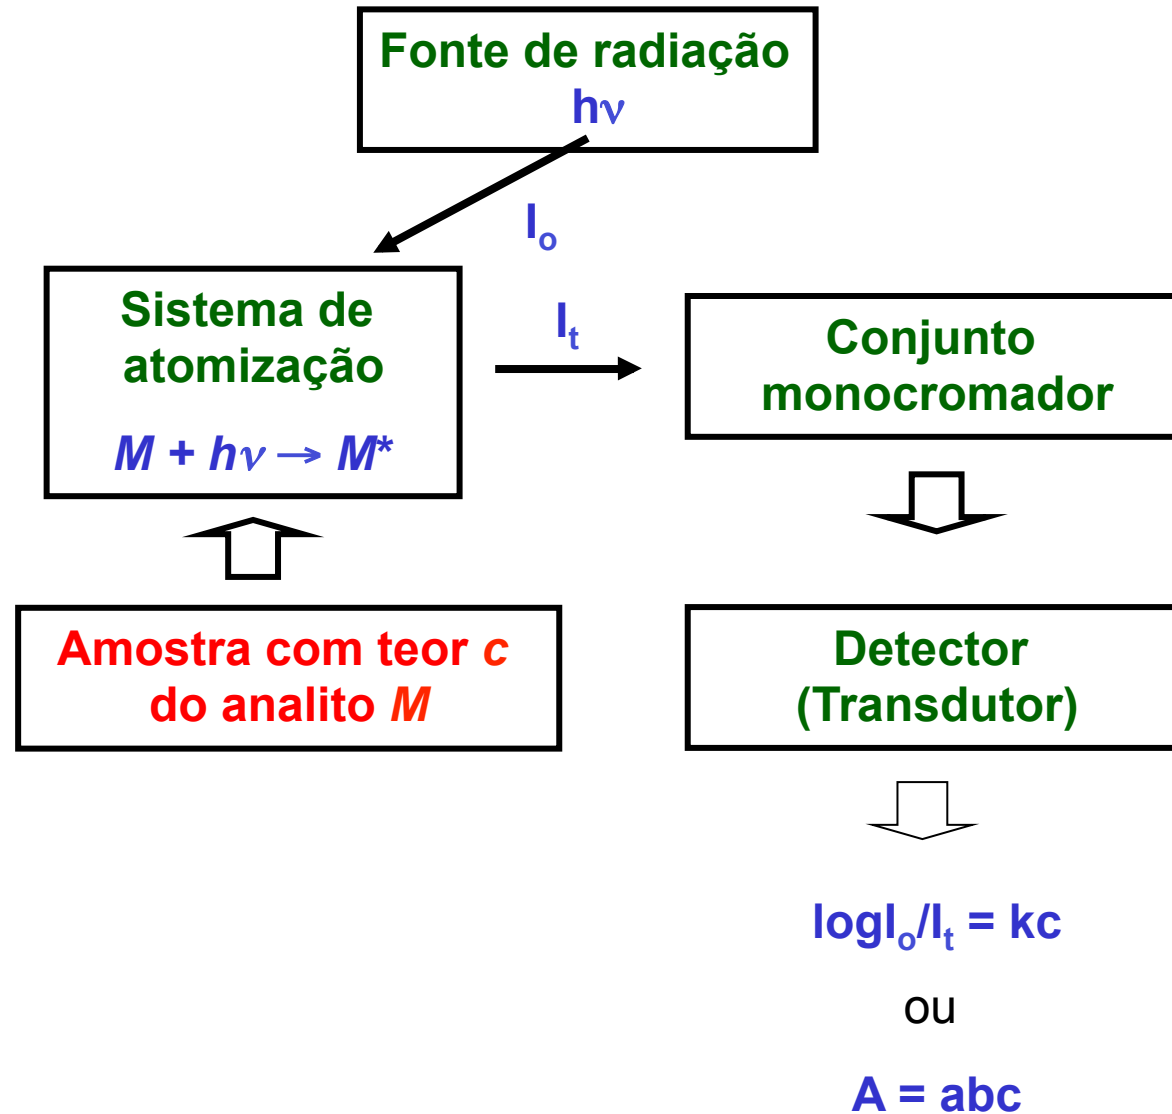 Fonte de radiação
hν
I₀
Sistema de
atomização
M + hν → M*
Iₜ
Conjunto
monocromador
Amostra com teor c
do analito M
Detector
(Transdutor)
logIₒ/Iₜ = kc
ou
A = abc